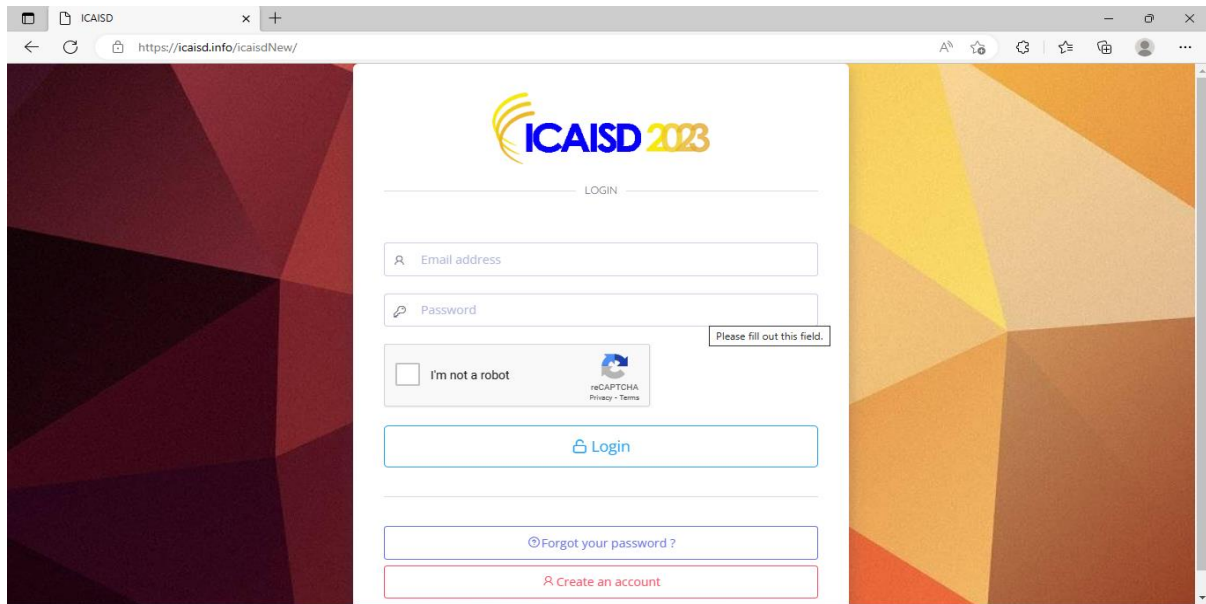 ICAISD
https://icaisd.info/icaisdNew/
ICAISD 2023
LOGIN
Email address
Password
Please fill out this field.
I'm not a robot
reCAPTCHA
Privacy - Terms
Login
Forgot your password ?
Create an account